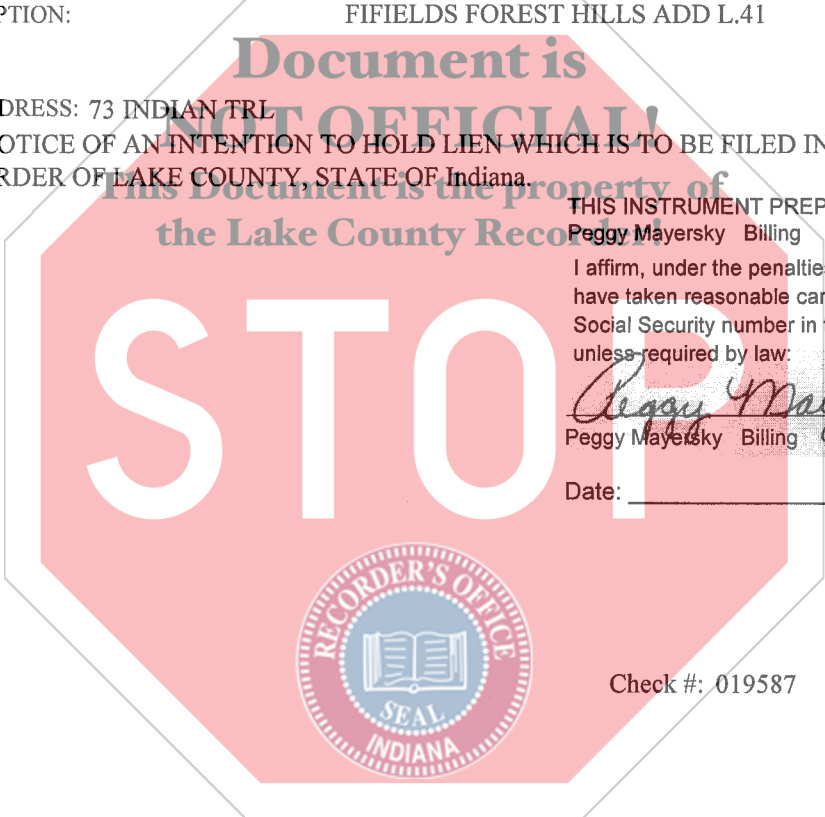 PTION: FIFIELDS FOREST HILLS ADD L.41
Document is
DRESS: 73 INDIAN TRL
NOT OFFICIAL!
OTICE OF AN INTENTION TO HOLD LIEN WHICH IS TO BE FILED IN
RDER OF LAKE COUNTY, STATE OF Indiana.
This Document is the property of
the Lake County Recorder!
THIS INSTRUMENT PREP
Peggy Mayersky Billing
I affirm, under the penaltie
have taken reasonable car
Social Security number in
unless required by law:
Peggy Ma
Peggy Mayersky Billing
Date:
STOP
RECORDER'S OFFICE
SEAL
INDIANA
Check #: 019587